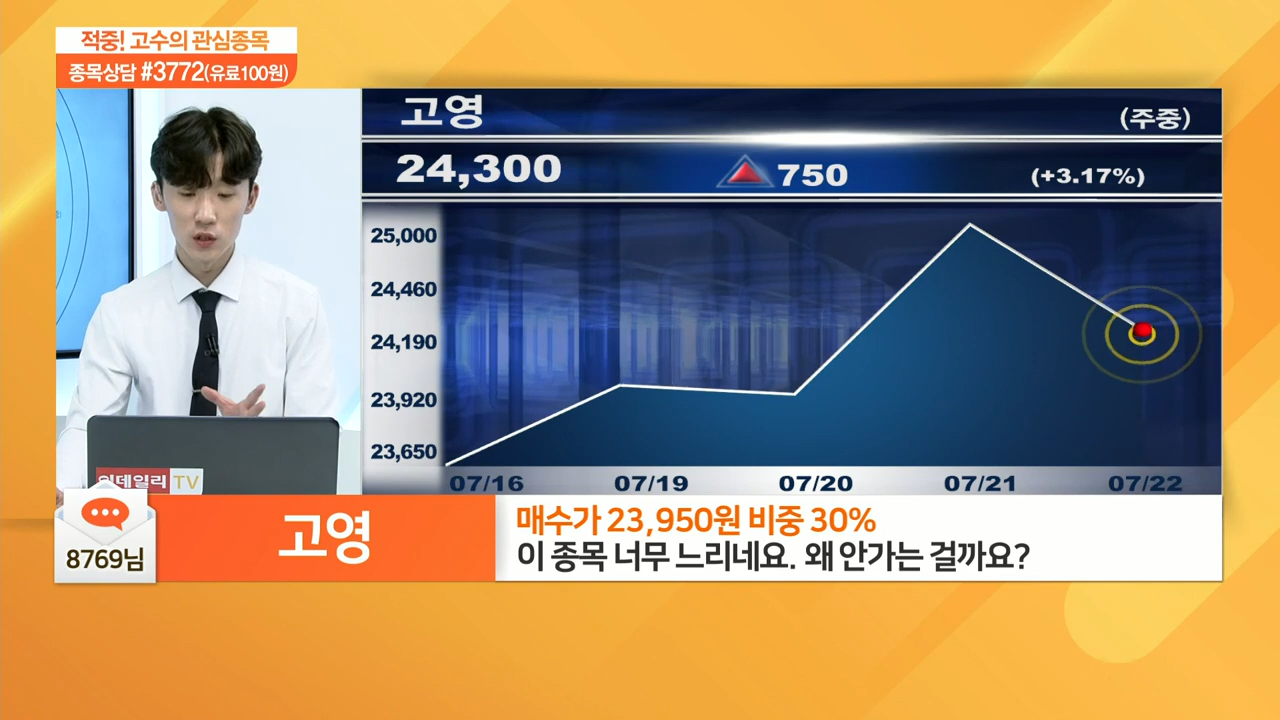 적중! 고수의 관심종목
종목상담 #3772(유료100원)
고영
(주중)
24,300
750
(+3.17%)
25,000
24,460
24,190
23,920
23,650
07/16 07/19 07/20 07/21 07/22
이데일리 TV
8769님
고영
매수가 23,950원 비중 30%
이 종목 너무 느리네요. 왜 안가는 걸까요?